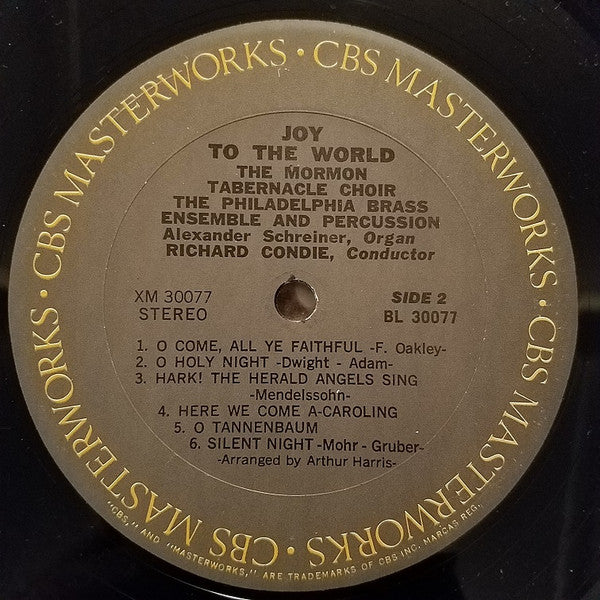 CBS MASTERWORKS · CBS MASTERWORKS · CBS MASTERWORKS · CBS MASTERWORKS ·
JOY
TO THE WORLD
THE MORMON
TABERNACLE CHOIR
THE PHILADELPHIA BRASS
ENSEMBLE AND PERCUSSION
Alexander Schreiner, Organ
RICHARD CONDIE, Conductor
XM 30077
STEREO
SIDE 2
BL 30077
1. O COME, ALL YE FAITHFUL -F. Oakley-
2. O HOLY NIGHT -Dwight - Adam-
3. HARK! THE HERALD ANGELS SING
-Mendelssohn-
4. HERE WE COME A-CAROLING
5. O TANNENBAUM
6. SILENT NIGHT -Mohr - Gruber-
-Arranged by Arthur Harris-
"CBS," AND "MASTERWORKS," ARE TRADEMARKS OF CBS INC. MARCAS REG.